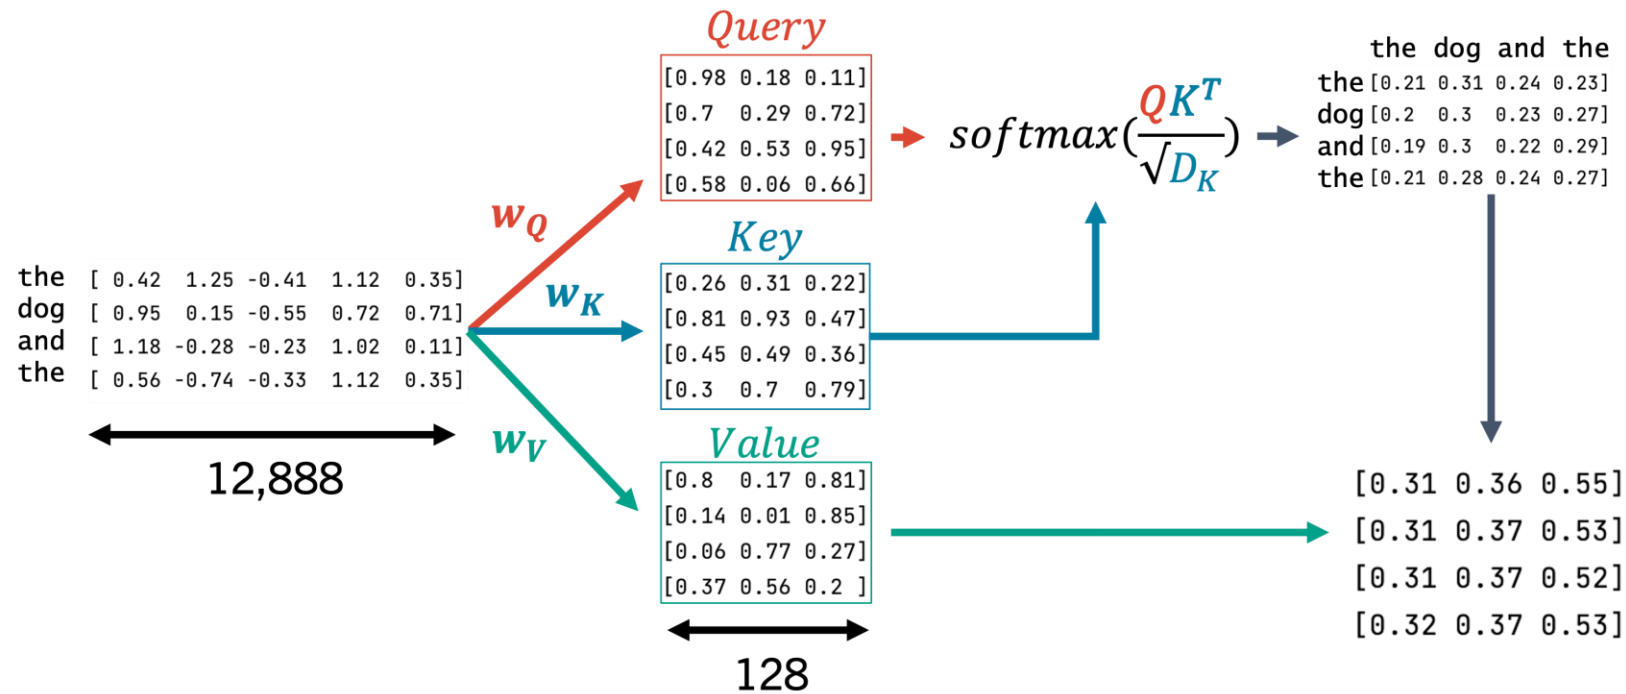 Query
[0.98 0.18 0.11]
[0.7 0.29 0.72]
[0.42 0.53 0.95]
[0.58 0.06 0.66]
softmax(QK^T/√D_K)
the dog and the
the [0.21 0.31 0.24 0.23]
dog [0.2 0.3 0.23 0.27]
and [0.19 0.3 0.22 0.29]
the [0.21 0.28 0.24 0.27]
w_Q
Key
[0.26 0.31 0.22]
[0.81 0.93 0.47]
[0.45 0.49 0.36]
[0.3 0.7 0.79]
w_K
the [ 0.42 1.25 -0.41 1.12 0.35]
dog [ 0.95 0.15 -0.55 0.72 0.71]
and [ 1.18 -0.28 -0.23 1.02 0.11]
the [ 0.56 -0.74 -0.33 1.12 0.35]
12,888
w_V
Value
[0.8 0.17 0.81]
[0.14 0.01 0.85]
[0.06 0.77 0.27]
[0.37 0.56 0.2 ]
128
[0.31 0.36 0.55]
[0.31 0.37 0.53]
[0.31 0.37 0.52]
[0.32 0.37 0.53]